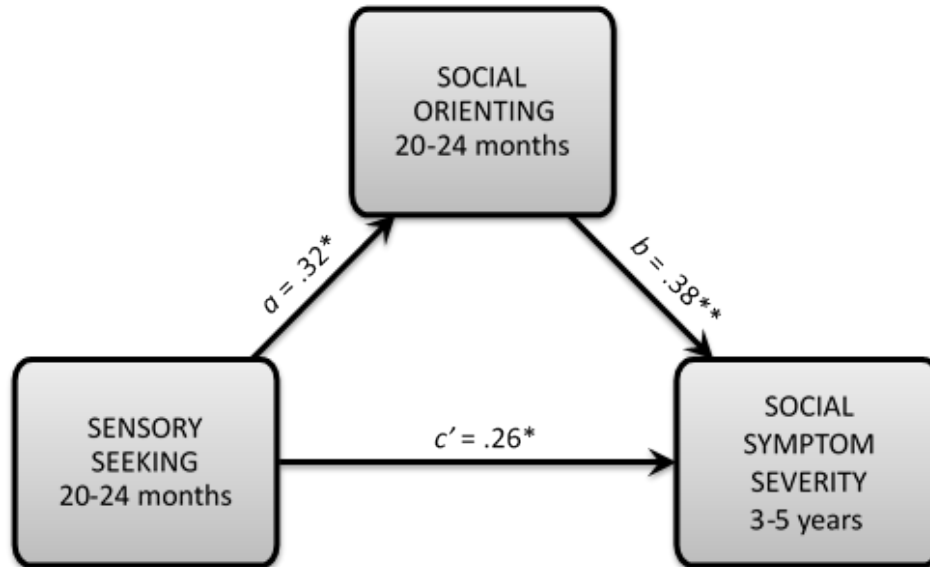 SOCIAL
ORIENTING
20-24 months
a = .32*
b = .38**
SENSORY
SEEKING
20-24 months
c′ = .26*
SOCIAL
SYMPTOM
SEVERITY
3-5 years